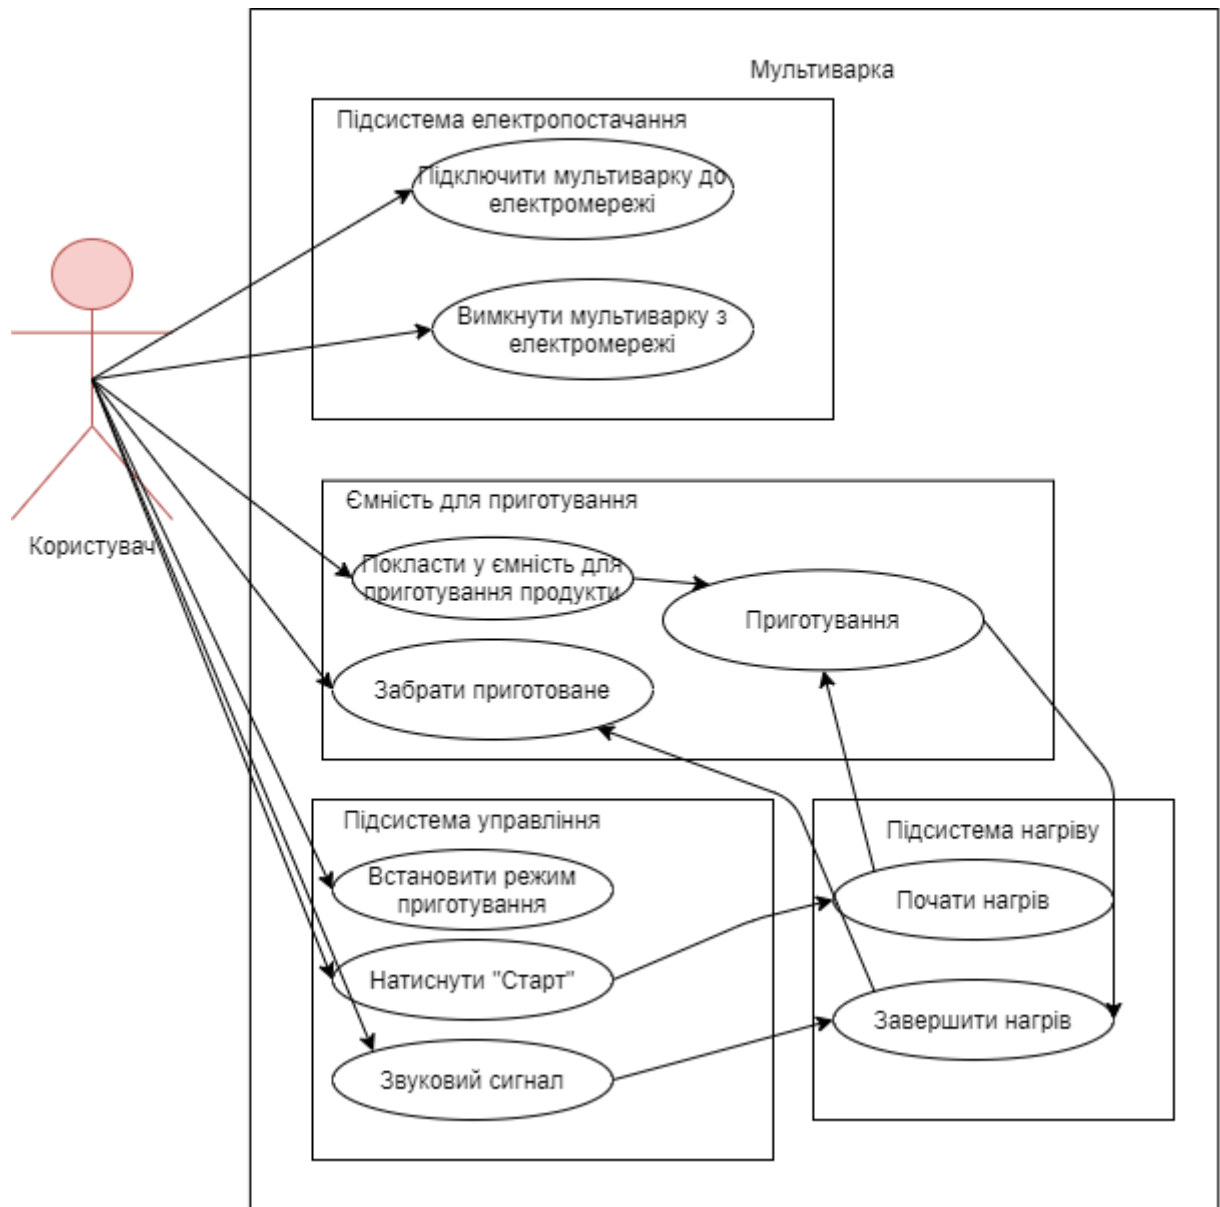 Мультиварка
Підсистема електропостачання
Підключити мультиварку до
електромережі
Вимкнути мультиварку з
електромережі
Користувач
Ємність для приготування
Покласти у ємність для
приготування продукти
Приготування
Забрати приготоване
Підсистема управління
Встановити режим
приготування
Натиснути "Старт"
Звуковий сигнал
Підсистема нагріву
Почати нагрів
Завершити нагрів